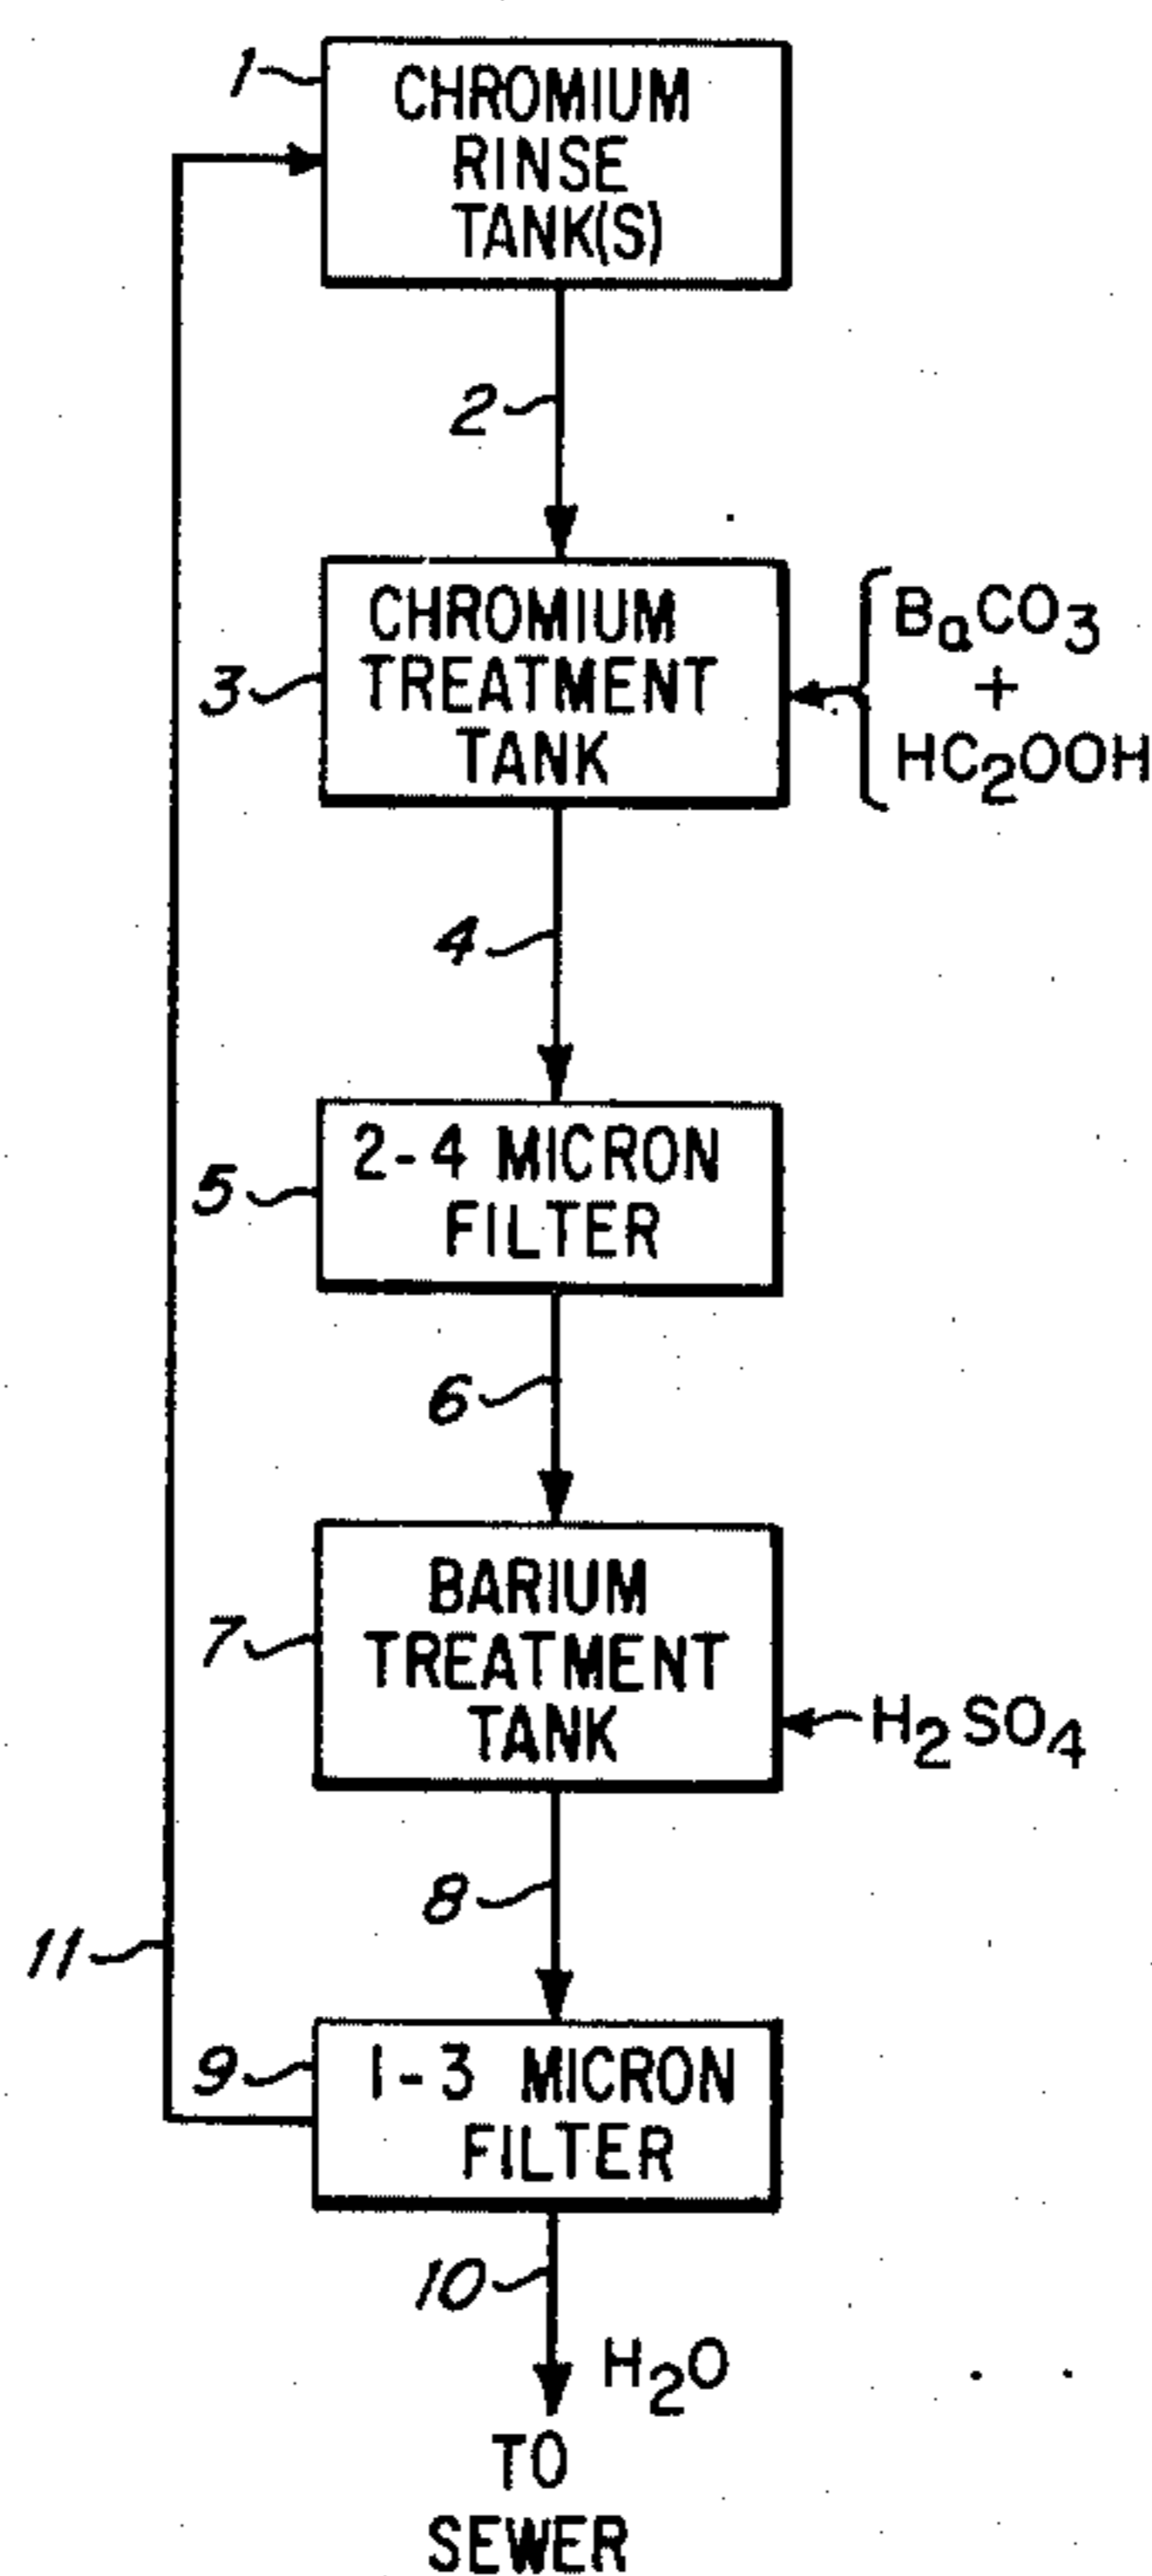 1
CHROMIUM
RINSE
TANK(S)
2
CHROMIUM
TREATMENT
TANK
3
BaCO3
+
HC2OOH
4
2-4 MICRON
FILTER
5
6
BARIUM
TREATMENT
TANK
7
H2SO4
8
11
1-3 MICRON
FILTER
9
10
H2O
TO
SEWER